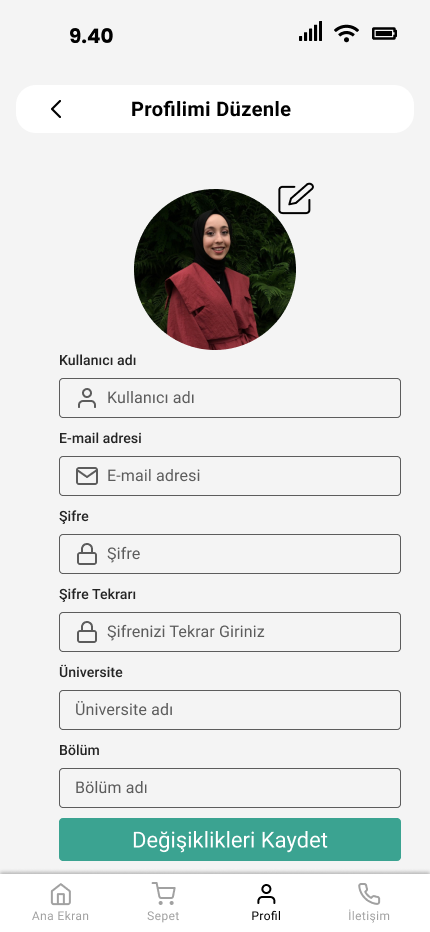 9.40
Profilimi Düzenle
Kullanıcı adı
Kullanıcı adı
E-mail adresi
E-mail adresi
Şifre
Şifre
Şifre Tekrarı
Şifrenizi Tekrar Giriniz
Üniversite
Üniversite adı
Bölüm
Bölüm adı
Değişiklikleri Kaydet
Ana Ekran Sepet Profil İletişim